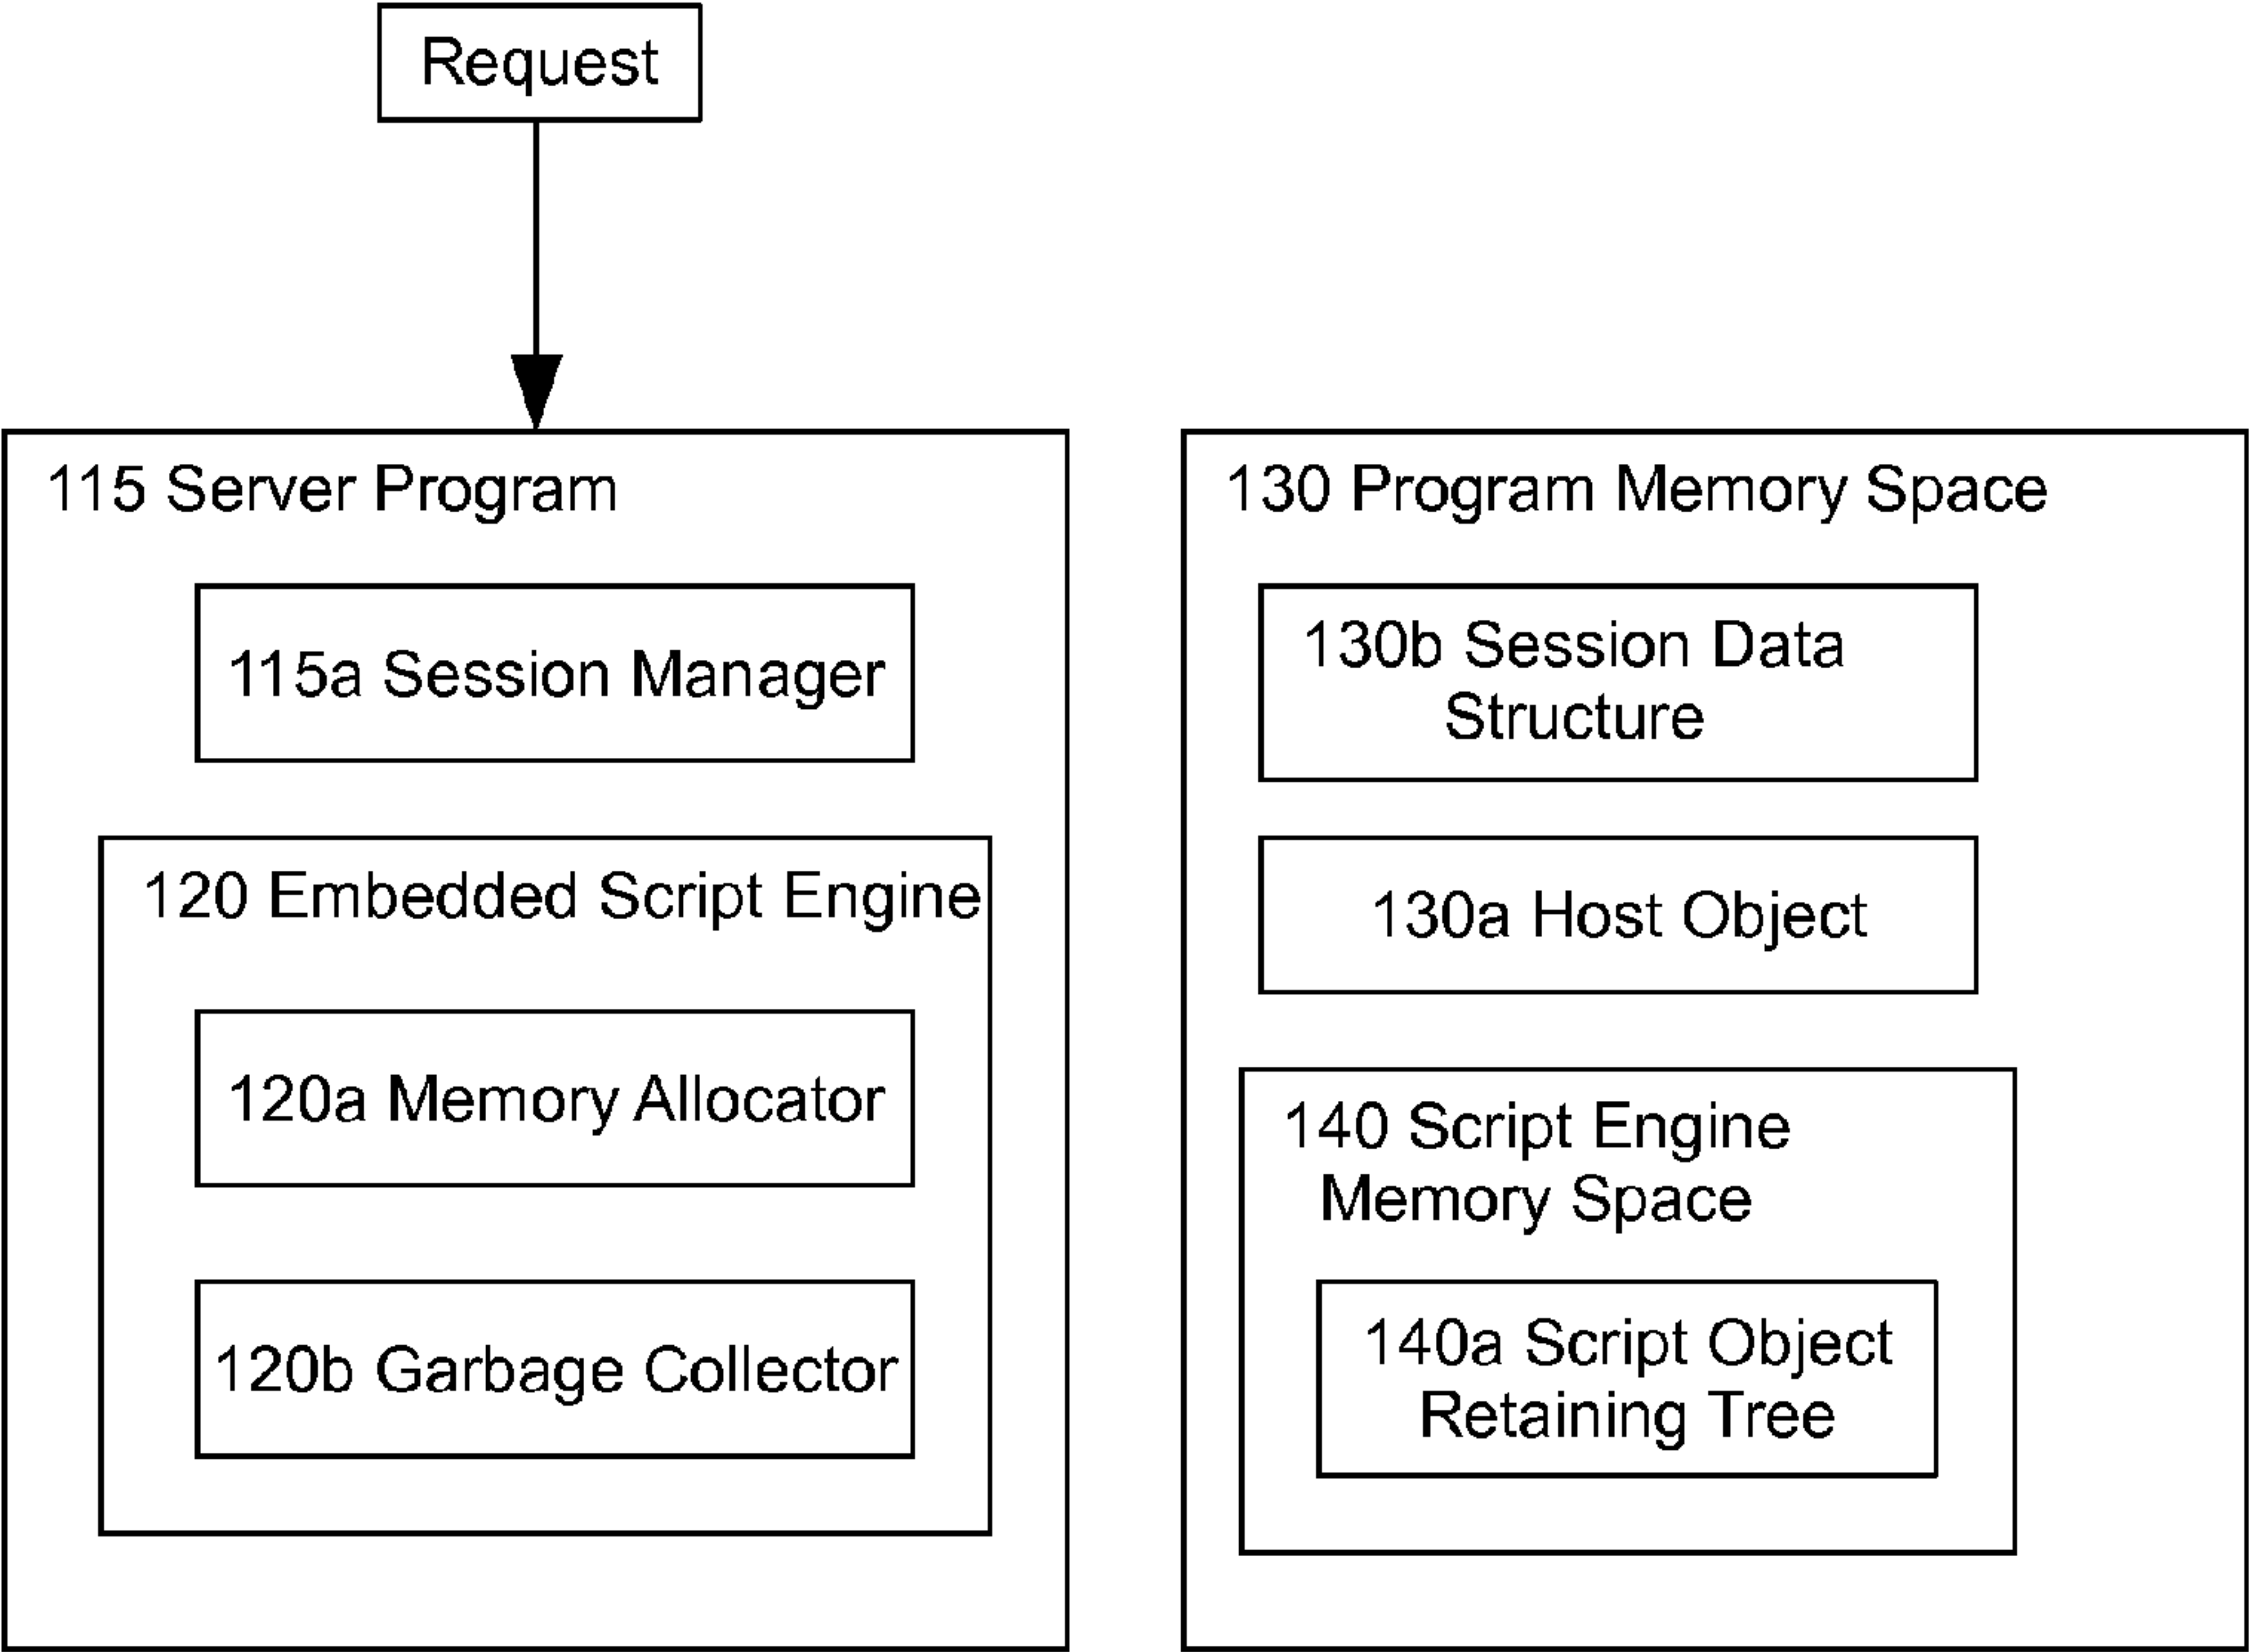 Request
115 Server Program
115a Session Manager
120 Embedded Script Engine
120a Memory Allocator
120b Garbage Collector
130 Program Memory Space
130b Session Data
Structure
130a Host Object
140 Script Engine
Memory Space
140a Script Object
Retaining Tree